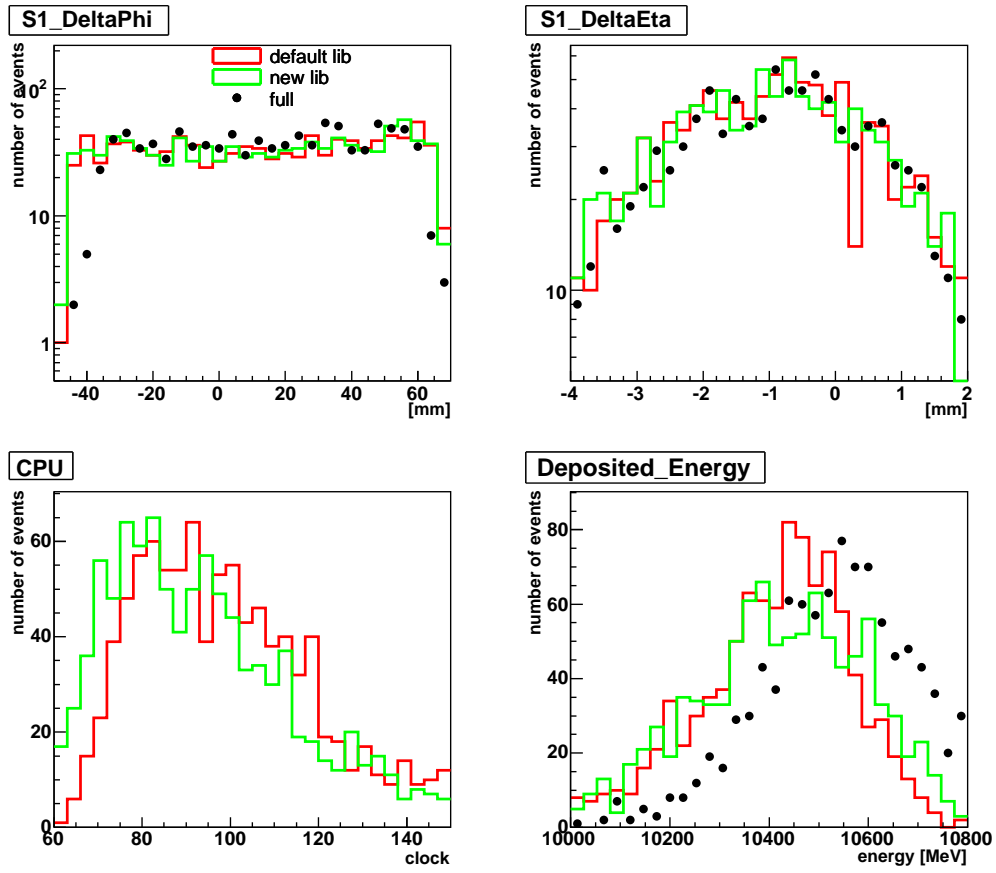 S1_DeltaPhi
number of events
default lib
new lib
full
10²
10
1
-40 -20 0 20 40 60
[mm]
S1_DeltaEta
number of events
10
-4 -3 -2 -1 0 1 2
[mm]
CPU
number of events
60
40
20
0
60 80 100 120 140
clock
Deposited_Energy
number of events
80
60
40
20
0
10000 10200 10400 10600 10800
energy [MeV]